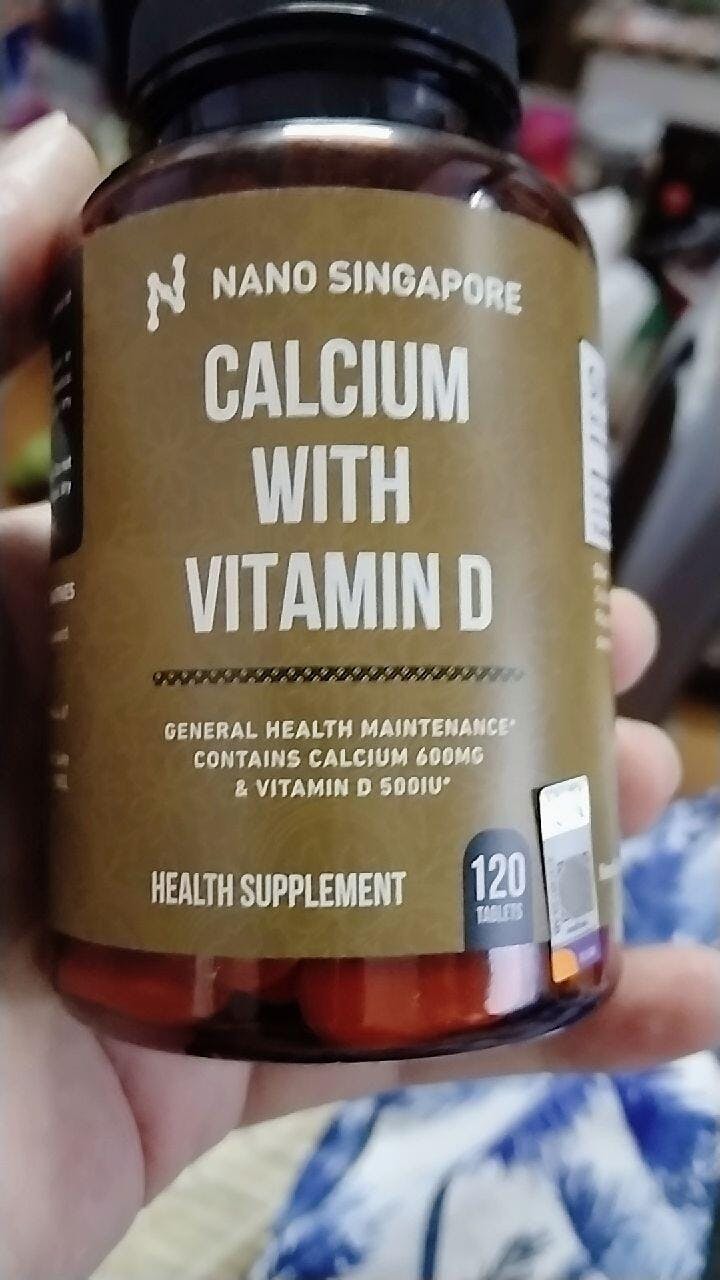 NANO SINGAPORE
CALCIUM
WITH
VITAMIN D
GENERAL HEALTH MAINTENANCE*
CONTAINS CALCIUM 600MG
& VITAMIN D 500IU*
HEALTH SUPPLEMENT
120
TABLETS